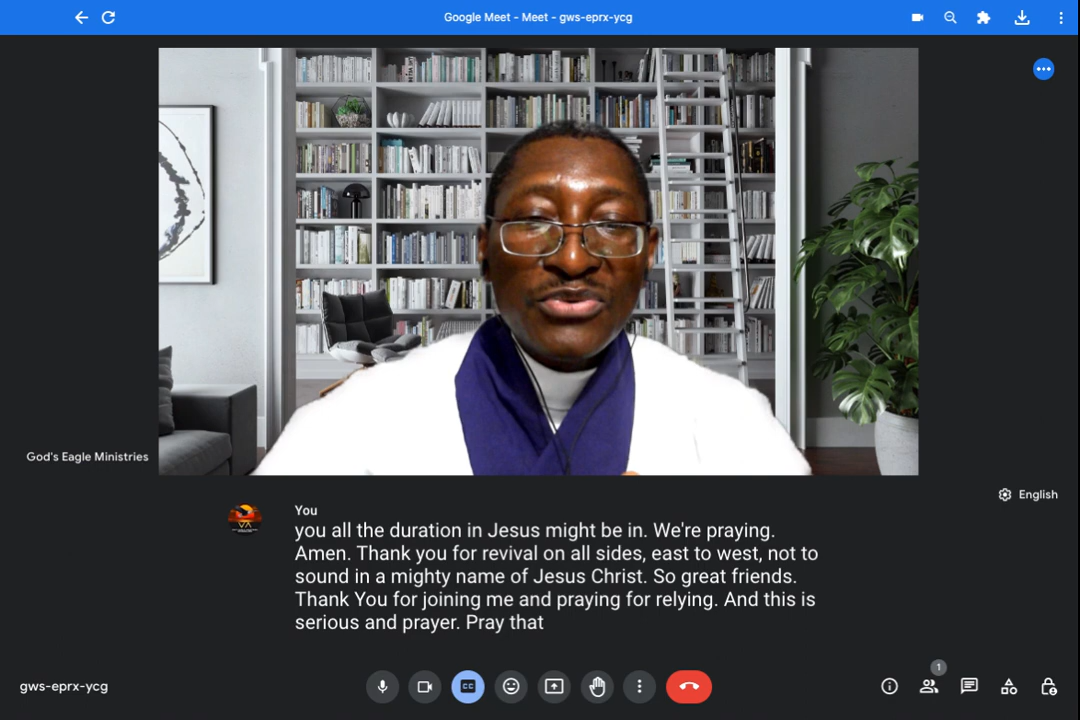 Google Meet - Meet - gws-eprx-ycg
God's Eagle Ministries
English
You
you all the duration in Jesus might be in. We're praying.
Amen. Thank you for revival on all sides, east to west, not to
sound in a mighty name of Jesus Christ. So great friends.
Thank You for joining me and praying for relying. And this is
serious and prayer. Pray that
1
gws-eprx-ycg
CC